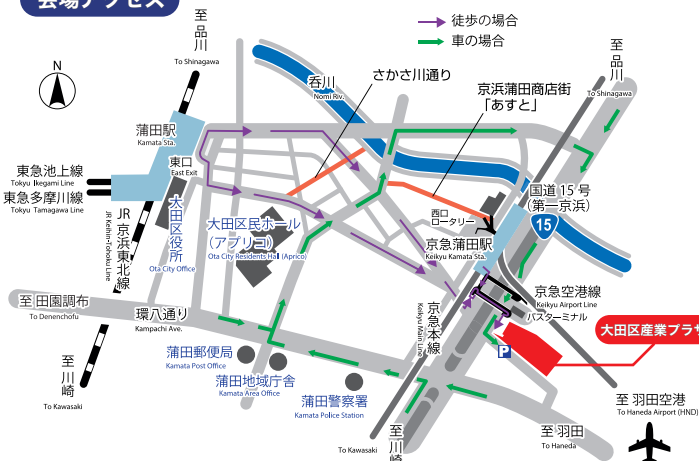 会場アクセス
至品川
To Shinagawa
徒歩の場合
車の場合
至品川
To Shinagawa
N
呑川
Nomi Riv.
さかさ川通り
京浜蒲田商店街
「あすと」
蒲田駅
Kamata Sta.
東口
East Exit
東急池上線
Tokyu Ikegami Line
東急多摩川線
Tokyu Tamagawa Line
JR京浜東北線
JR Keihin-Tohoku Line
大田区役所
Ota City Office
大田区民ホール
(アプリコ)
Ota City Residents Hall (Aprico)
西口
ロータリー
国道15号
(第一京浜)
15
京急蒲田駅
Keikyu Kamata Sta.
京急空港線
Keikyu Airport Line
バスターミナル
京急本線
Keikyu Main Line
至田園調布
To Denenchofu
環八通り
Kampachi Ave.
大田区産業プラザ
P
蒲田郵便局
Kamata Post Office
蒲田地域庁舎
Kamata Area Office
蒲田警察署
Kamata Police Station
至川崎
To Kawasaki
至川崎
To Kawasaki
至羽田
To Haneda
至羽田空港
To Haneda Airport (HND)